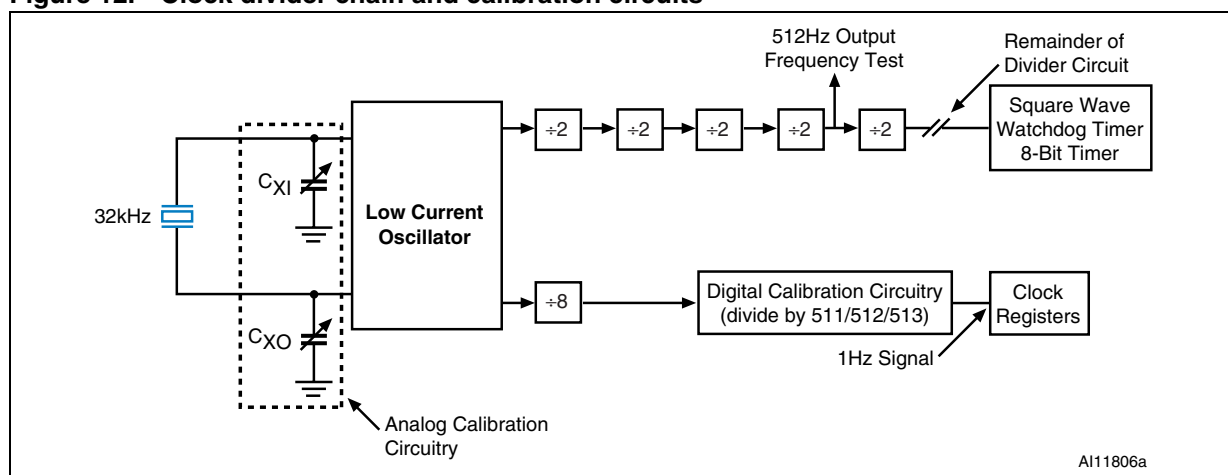 Figure 12. Clock divider chain and calibration circuits
512Hz Output
Frequency Test
Remainder of
Divider Circuit
÷2
÷2
÷2
÷2
÷2
Square Wave
Watchdog Timer
8-Bit Timer
CXI
32kHz
Low Current
Oscillator
CXO
÷8
Digital Calibration Circuitry
(divide by 511/512/513)
Clock
Registers
1Hz Signal
Analog Calibration
Circuitry
AI11806a